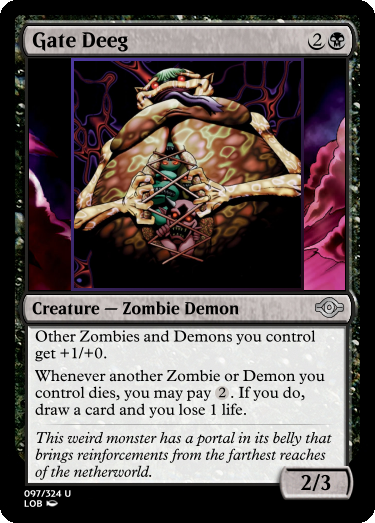 Gate Deeg 2
Creature — Zombie Demon
Other Zombies and Demons you control
get +1/+0.
Whenever another Zombie or Demon you
control dies, you may pay 2. If you do,
draw a card and you lose 1 life.
This weird monster has a portal in its belly that
brings reinforcements from the farthest reaches
of the netherworld.
2/3
097/324 U
LOB